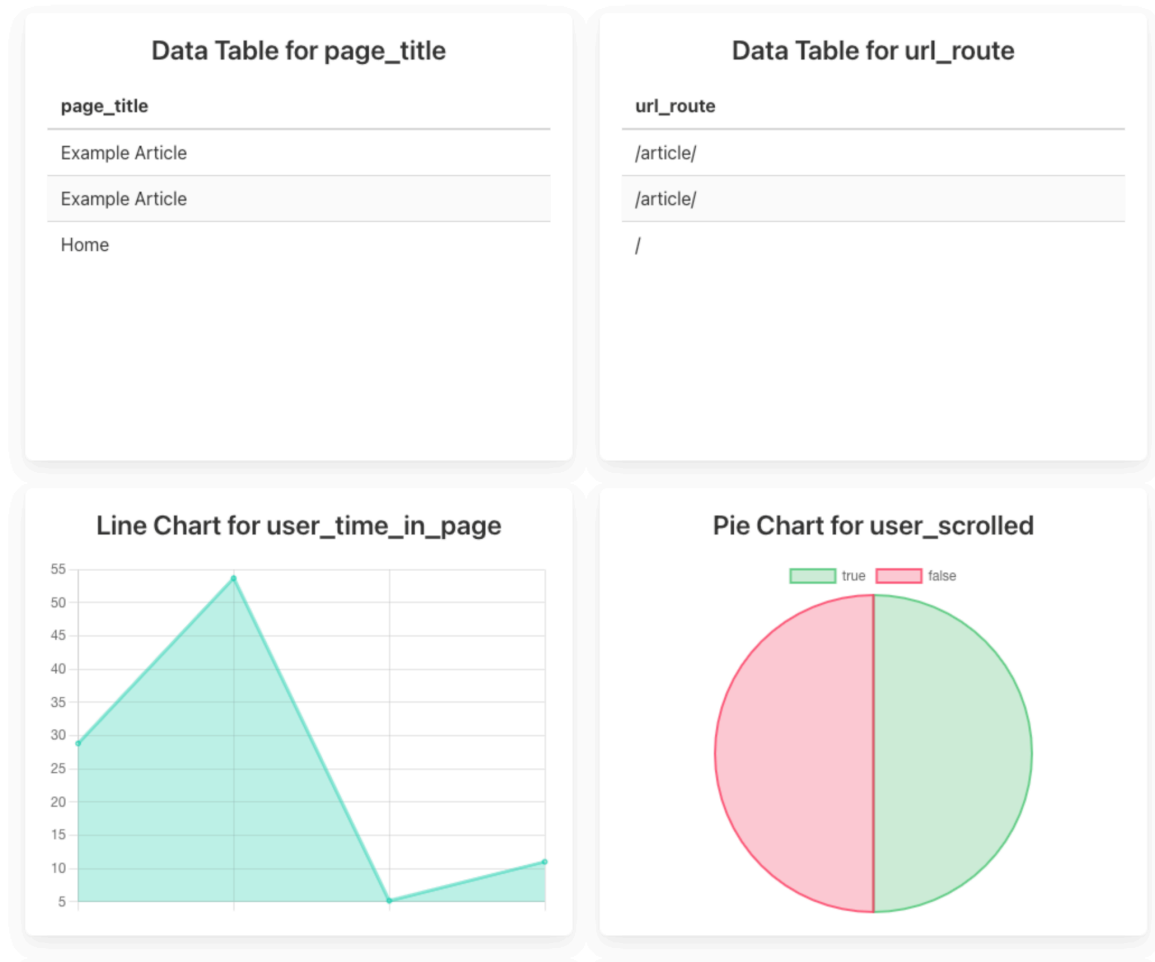 Data Table for page_title
page_title
Example Article
Example Article
Home
Data Table for url_route
url_route
/article/
/article/
/
Line Chart for user_time_in_page
55
50
45
40
35
30
25
20
15
10
5
Pie Chart for user_scrolled
true false